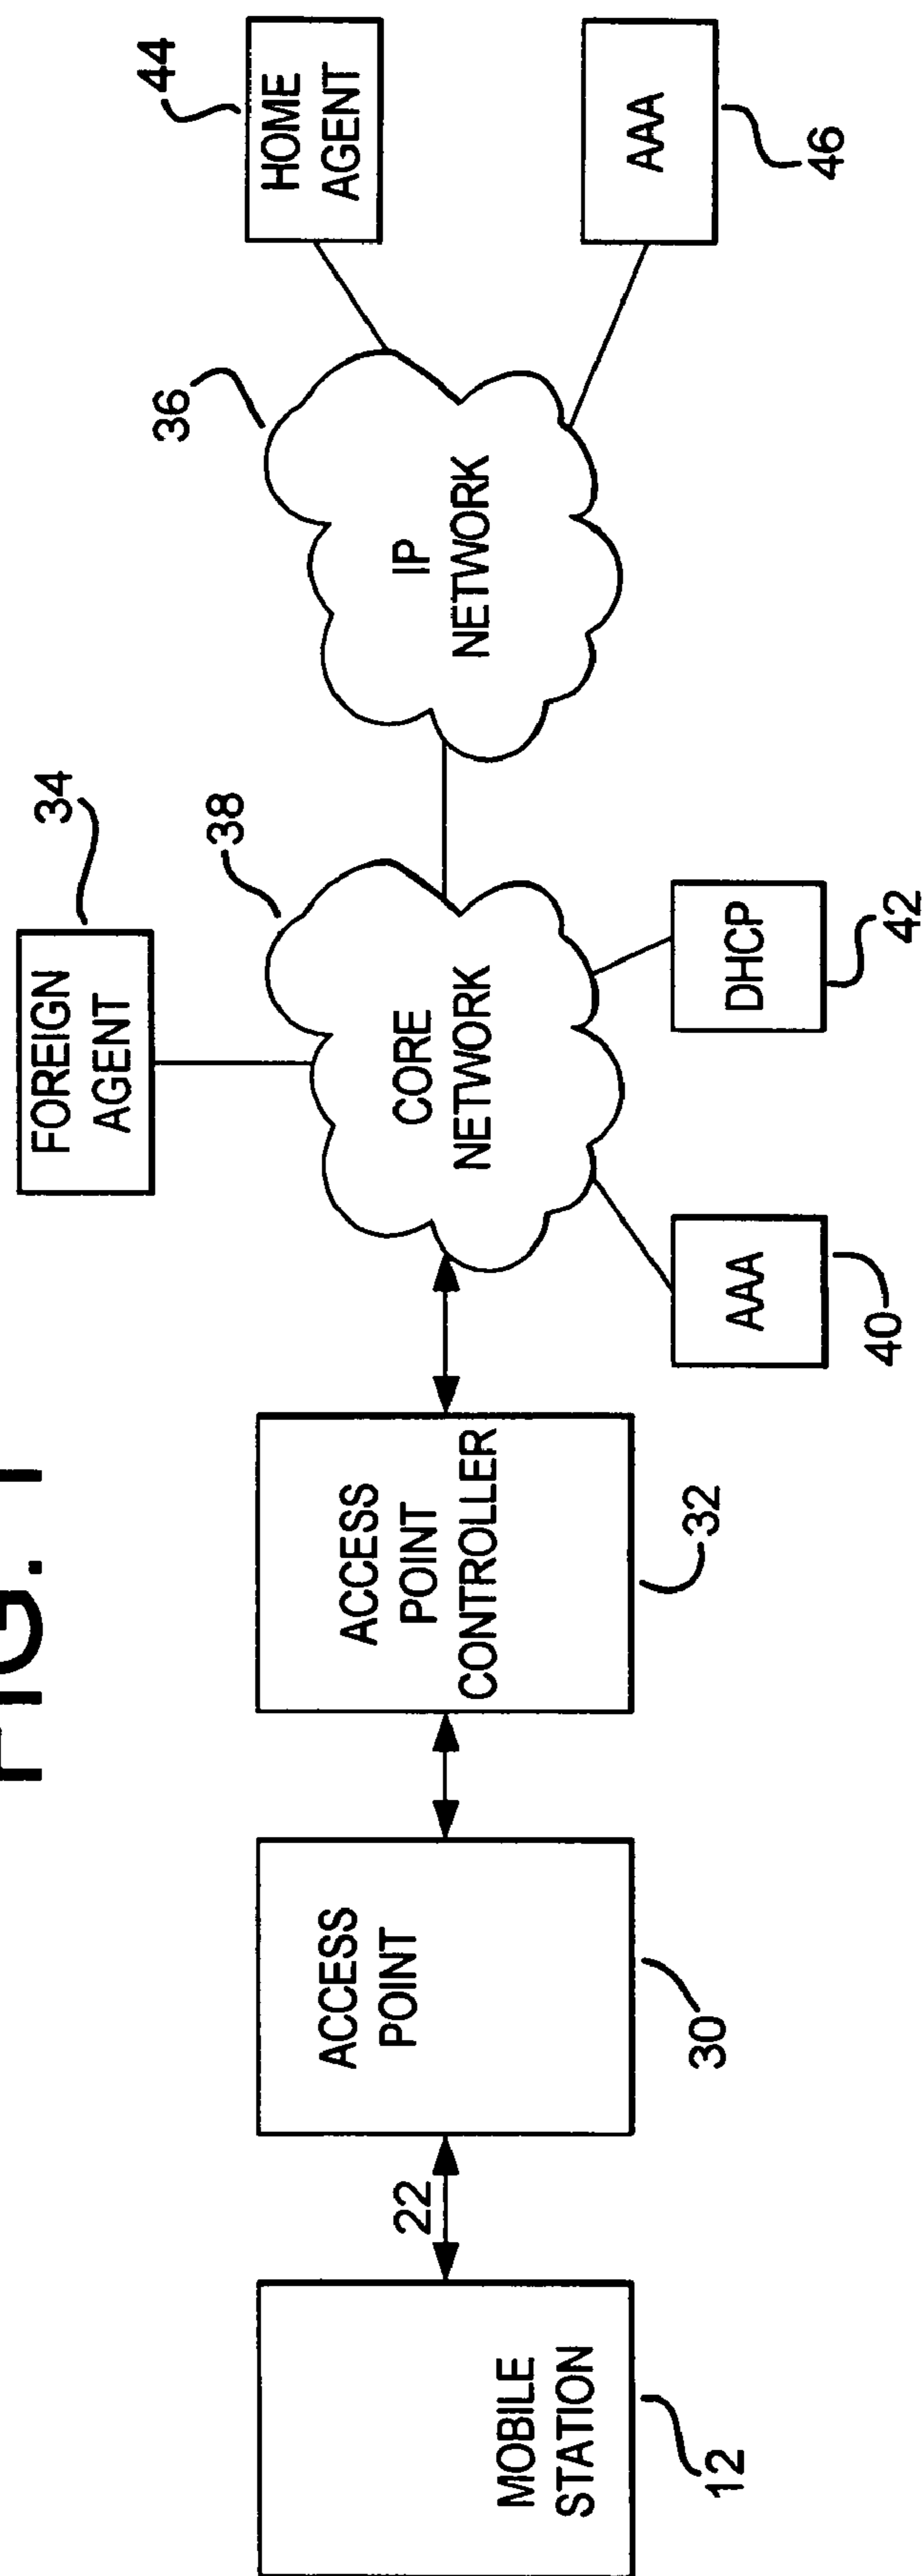 FIG. 1
FOREIGN
AGENT
34
38
36
44
HOME
AGENT
MOBILE
STATION
12
22
ACCESS
POINT
30
ACCESS
POINT
CONTROLLER
32
CORE
NETWORK
IP
NETWORK
AAA
40
DHCP
42
AAA
46